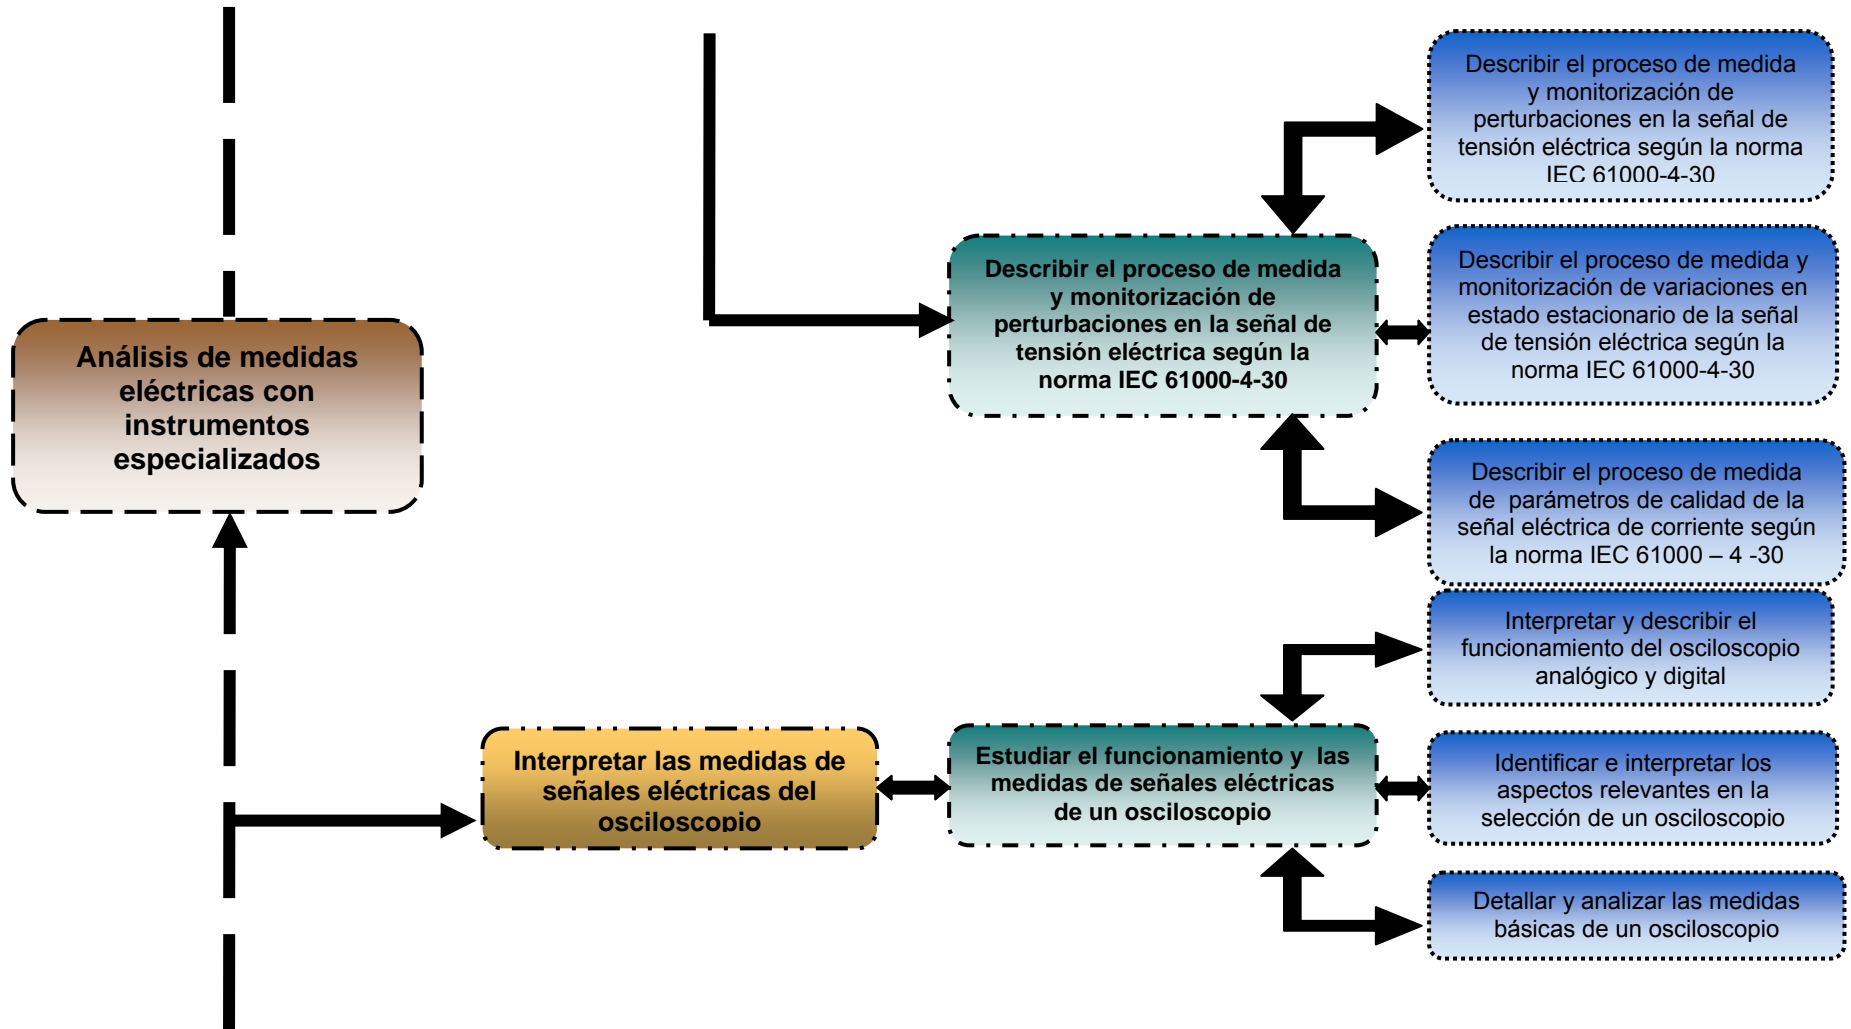 Describir el proceso de medida
y monitorización de
perturbaciones en la señal de
tensión eléctrica según la norma
IEC 61000-4-30
Describir el proceso de medida
y monitorización de
perturbaciones en la señal de
tensión eléctrica según la
norma IEC 61000-4-30
Describir el proceso de medida y
monitorización de variaciones en
estado estacionario de la señal
de tensión eléctrica según la
norma IEC 61000-4-30
Análisis de medidas
eléctricas con
instrumentos
especializados
Describir el proceso de medida
de parámetros de calidad de la
señal eléctrica de corriente según
la norma IEC 61000 – 4 -30
Interpretar y describir el
funcionamiento del osciloscopio
analógico y digital
Interpretar las medidas de
señales eléctricas del
osciloscopio
Estudiar el funcionamiento y las
medidas de señales eléctricas
de un osciloscopio
Identificar e interpretar los
aspectos relevantes en la
selección de un osciloscopio
Detallar y analizar las medidas
básicas de un osciloscopio